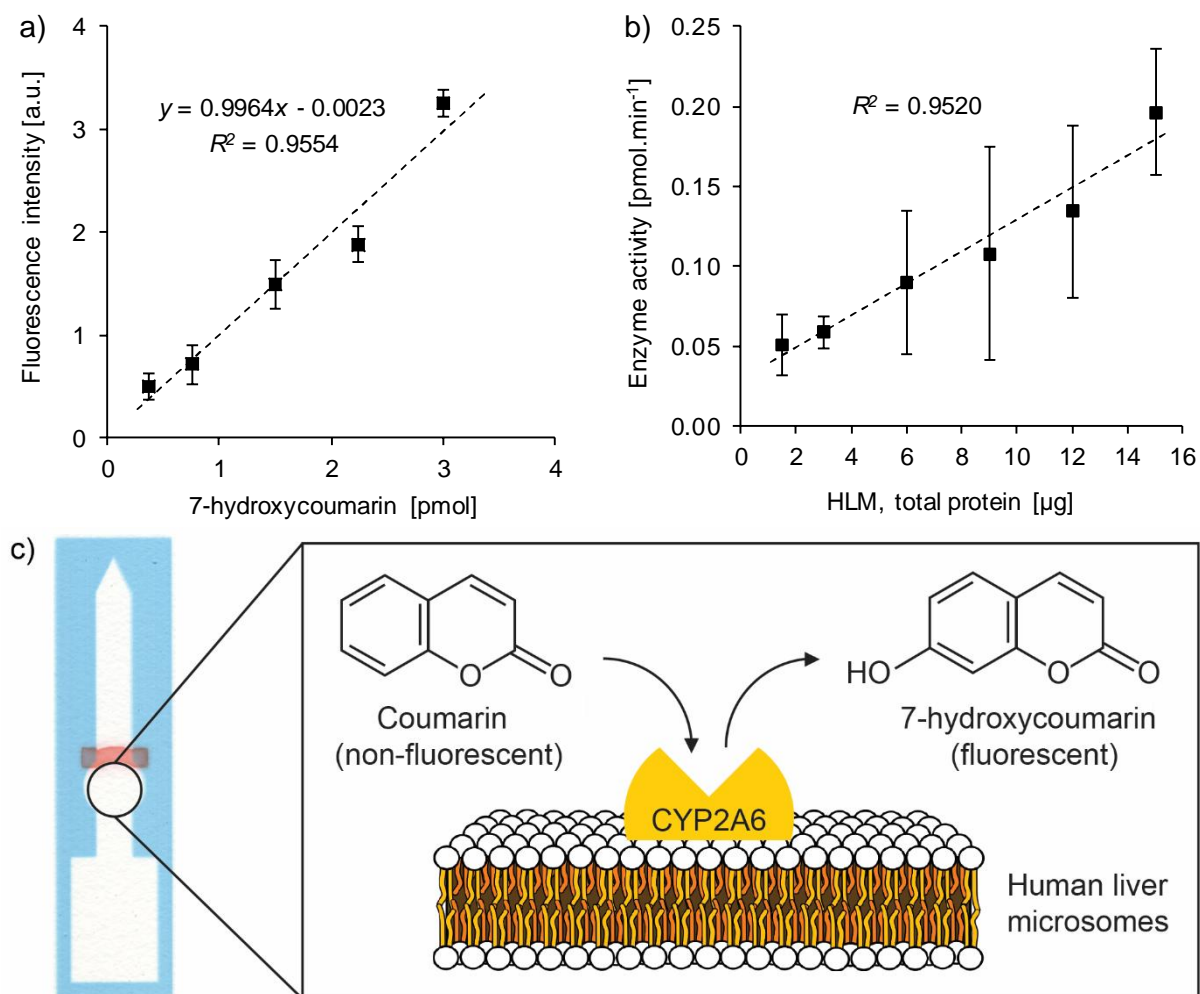 a)
4
3
2
1
0
Fluorescence intensity [a.u.]
y = 0.9964x - 0.0023
R² = 0.9554
0 1 2 3 4
7-hydroxycoumarin [pmol]
b)
0.25
0.20
0.15
0.10
0.05
0.00
Enzyme activity [pmol.min⁻¹]
R² = 0.9520
0 2 4 6 8 10 12 14 16
HLM, total protein [µg]
c)
O O
Coumarin
(non-fluorescent)
HO O O
7-hydroxycoumarin
(fluorescent)
CYP2A6
Human liver
microsomes